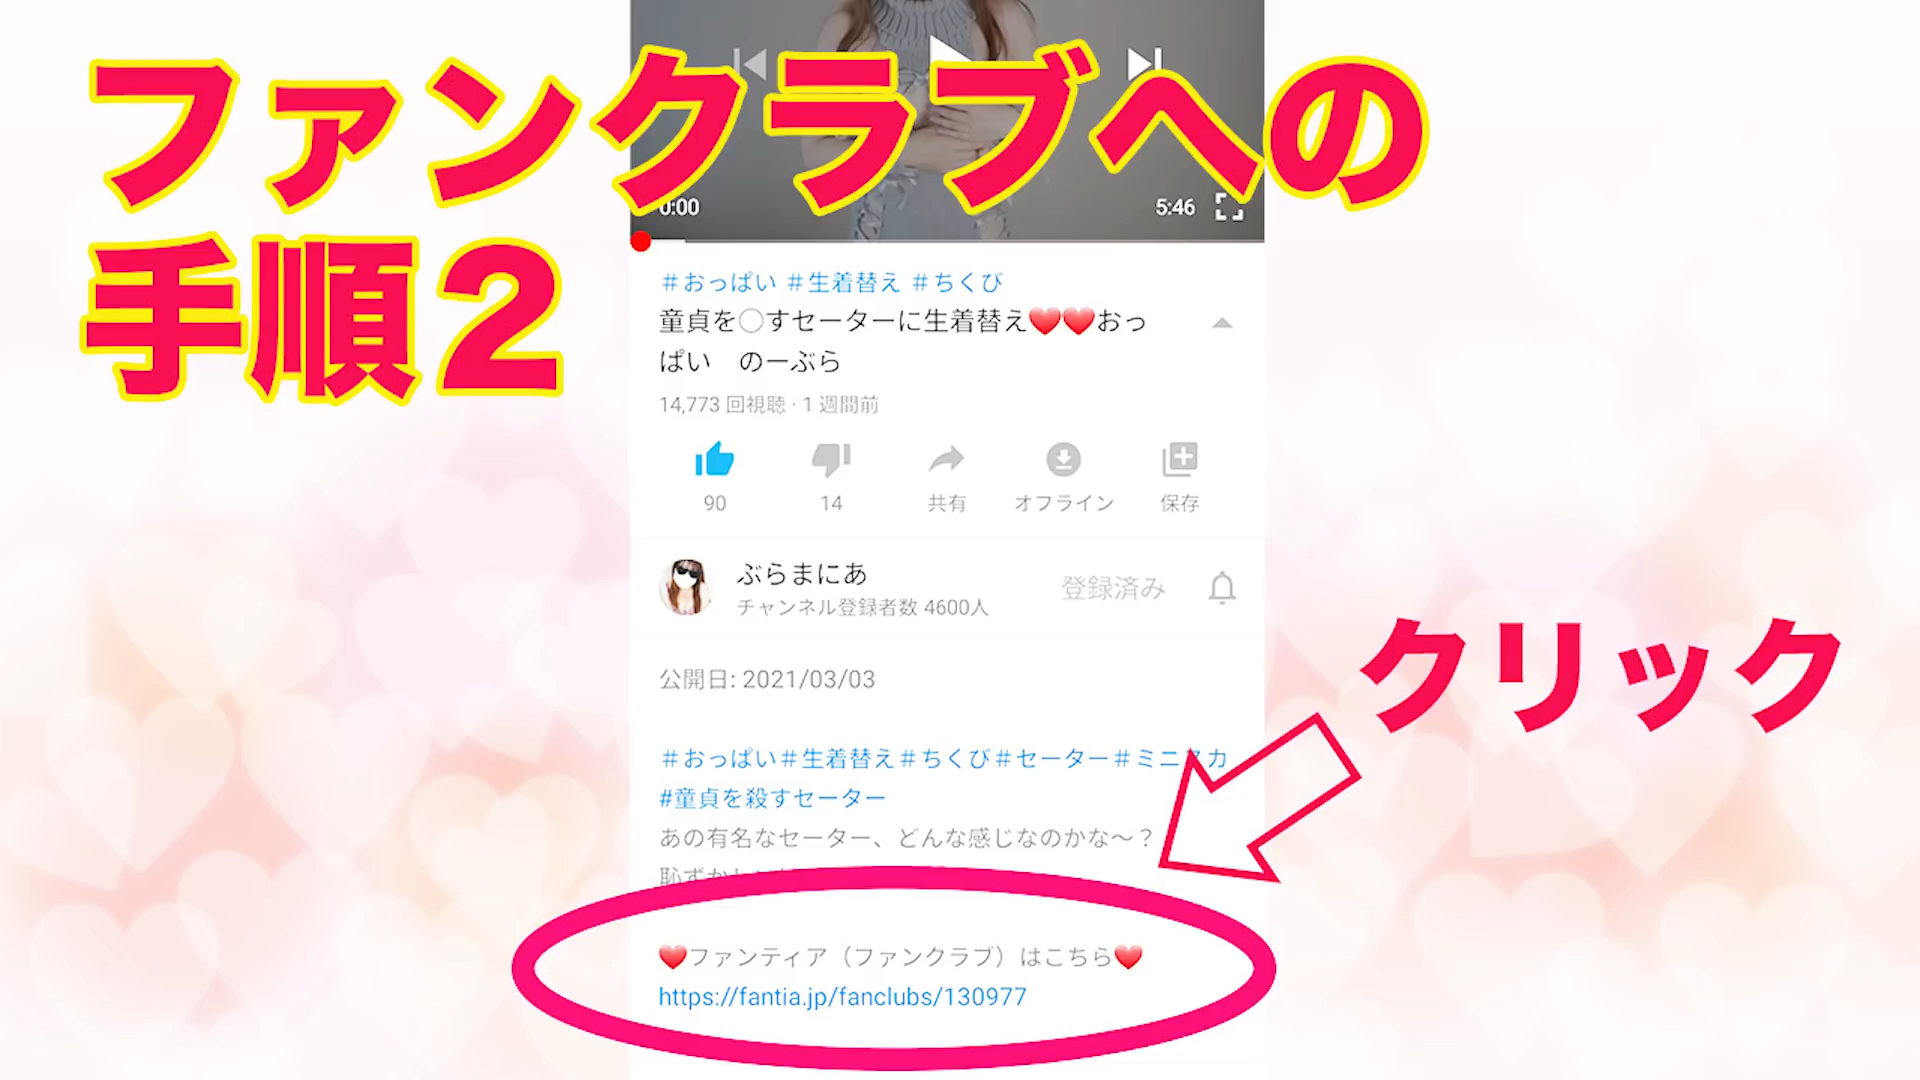 ファンクラブへの
手順2
0:00
5:46
#おっぱい #生着替え #ちくび
童貞を◯すセーターに生着替え❤️❤️おっ
ぱい　のーぶら
14,773 回視聴 · 1 週間前
90
14
共有
オフライン
保存
ぶらまにあ
チャンネル登録者数 4600人
登録済み
公開日: 2021/03/03
クリック
#おっぱい#生着替え#ちくび#セーター#ミニスカ
#童貞を殺すセーター
あの有名なセーター、どんな感じなのかな〜？
❤️ファンティア（ファンクラブ）はこちら❤️
https://fantia.jp/fanclubs/130977